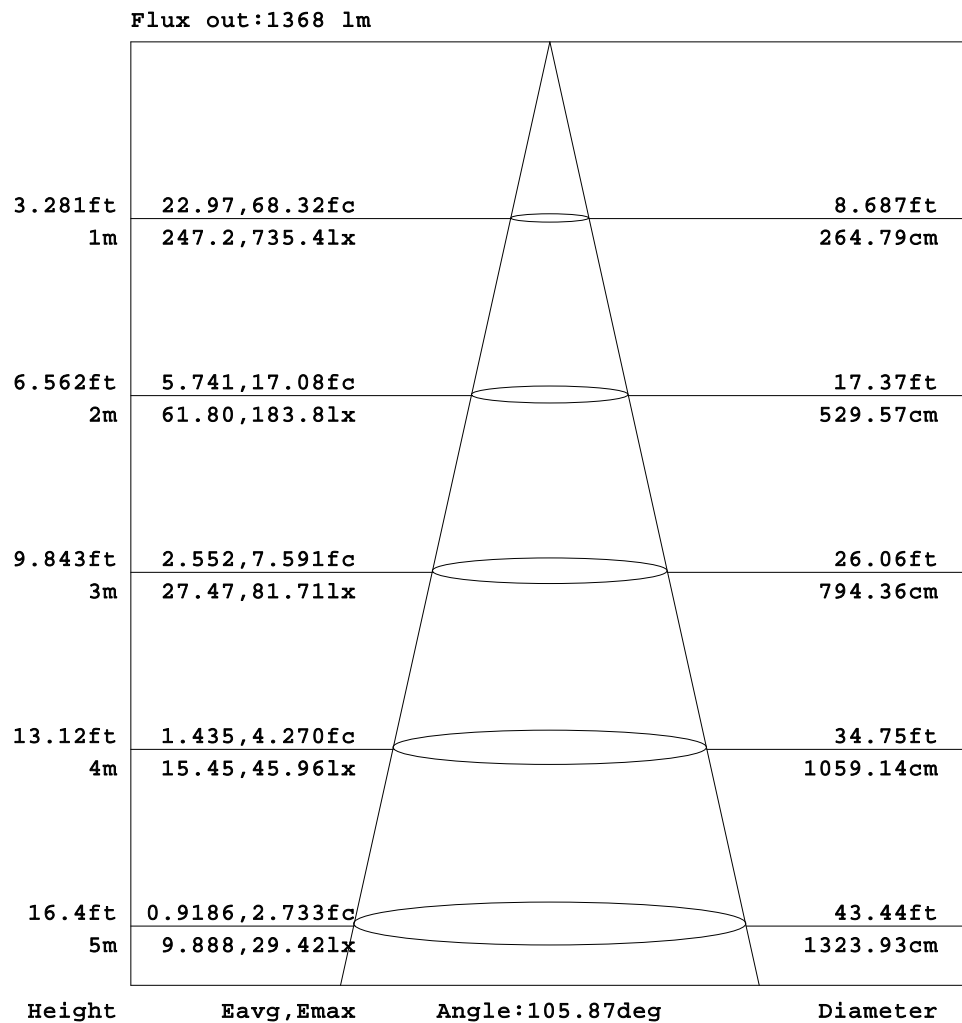 Flux out:1368 lm
3.281ft 22.97,68.32fc 8.687ft
1m 247.2,735.4lx 264.79cm
6.562ft 5.741,17.08fc 17.37ft
2m 61.80,183.8lx 529.57cm
9.843ft 2.552,7.591fc 26.06ft
3m 27.47,81.71lx 794.36cm
13.12ft 1.435,4.270fc 34.75ft
4m 15.45,45.96lx 1059.14cm
16.4ft 0.9186,2.733fc 43.44ft
5m 9.888,29.42lx 1323.93cm
Height Eavg,Emax Angle:105.87deg Diameter